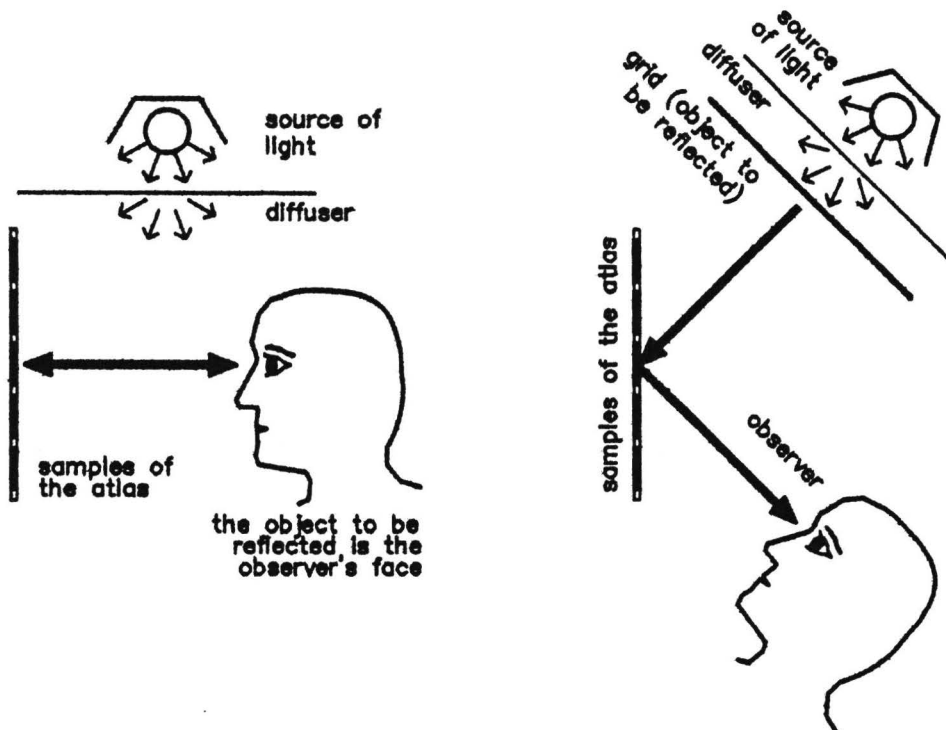 source of
light
diffuser
samples of
the atlas
the object to be
reflected is the
observer's face
source
of light
diffuser
grid (object to
be reflected)
samples of the atlas
observer